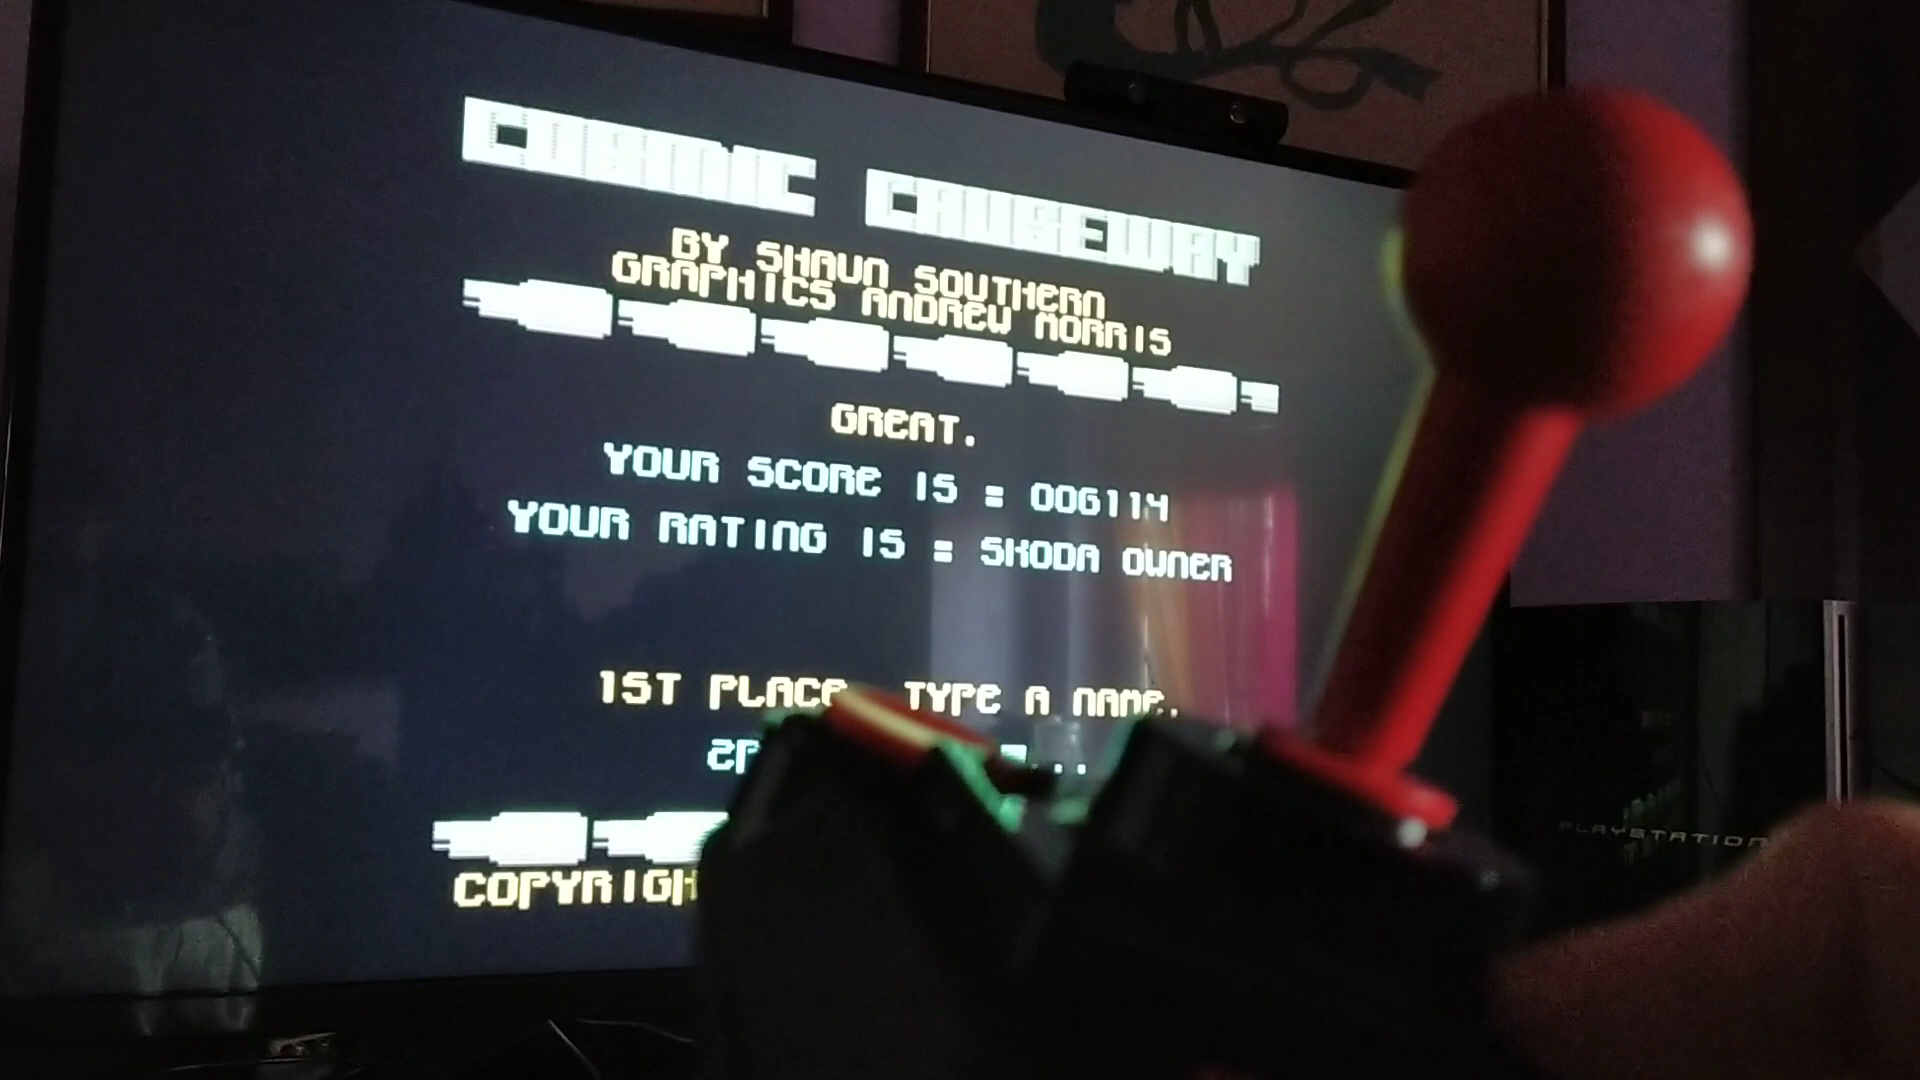 COSMIC CAUSEWAY
BY SHAUN SOUTHERN
GRAPHICS ANDREW MORRIS
GREAT.
YOUR SCORE IS = 006114
YOUR RATING IS = SKODA OWNER
1ST PLACE. TYPE A NAME.
COPYRIGH
PLAYSTATION